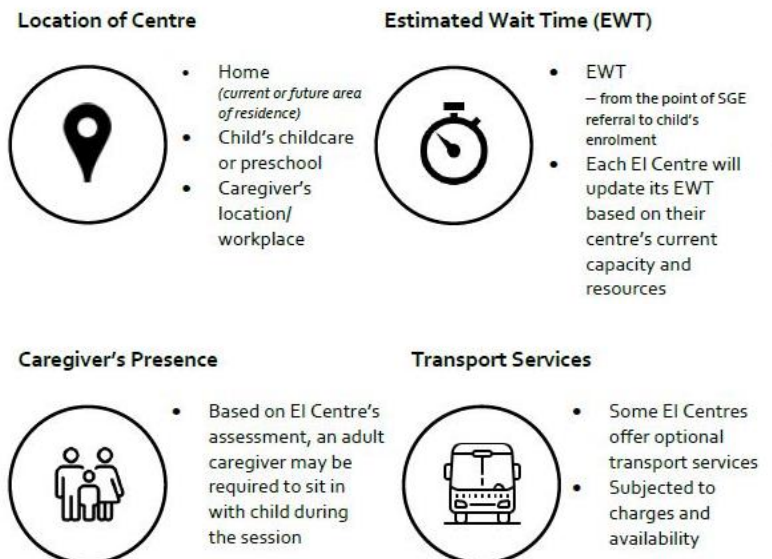 Location of Centre
• Home
(current or future area
of residence)
• Child's childcare
or preschool
• Caregiver's
location/
workplace
Estimated Wait Time (EWT)
• EWT
– from the point of SGE
referral to child's
enrolment
• Each EI Centre will
update its EWT
based on their
centre's current
capacity and
resources
Caregiver's Presence
• Based on EI Centre's
assessment, an adult
caregiver may be
required to sit in
with child during
the session
Transport Services
• Some EI Centres
offer optional
transport services
• Subjected to
charges and
availability